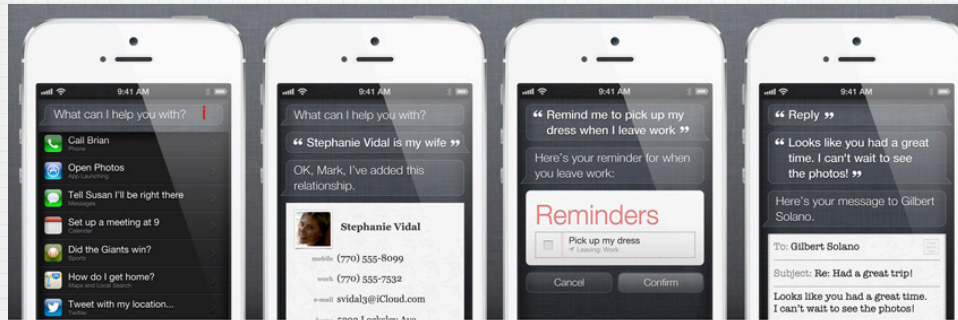 9:41 AM
What can I help you with? i
Call Brian
Phone
Open Photos
App Launching
Tell Susan I'll be right there
Messages
Set up a meeting at 9
Calendar
Did the Giants win?
Sports
How do I get home?
Maps and Local Search
Tweet with my location...
Twitter
9:41 AM
What can I help you with?
“ Stephanie Vidal is my wife ”
OK, Mark, I've added this
relationship.
Stephanie Vidal
mobile (770) 555-8099
work (770) 555-7532
e-mail svidal3@iCloud.com
9:41 AM
“ Remind me to pick up my
dress when I leave work ”
Here's your reminder for when
you leave work:
Reminders
Pick up my dress
Leaving: Work
Cancel
Confirm
9:41 AM
“ Reply ”
“ Looks like you had a great
time. I can't wait to see
the photos! ”
Here's your message to Gilbert
Solano.
To: Gilbert Solano
Subject: Re: Had a great trip!
Looks like you had a great time.
I can't wait to see the photos!